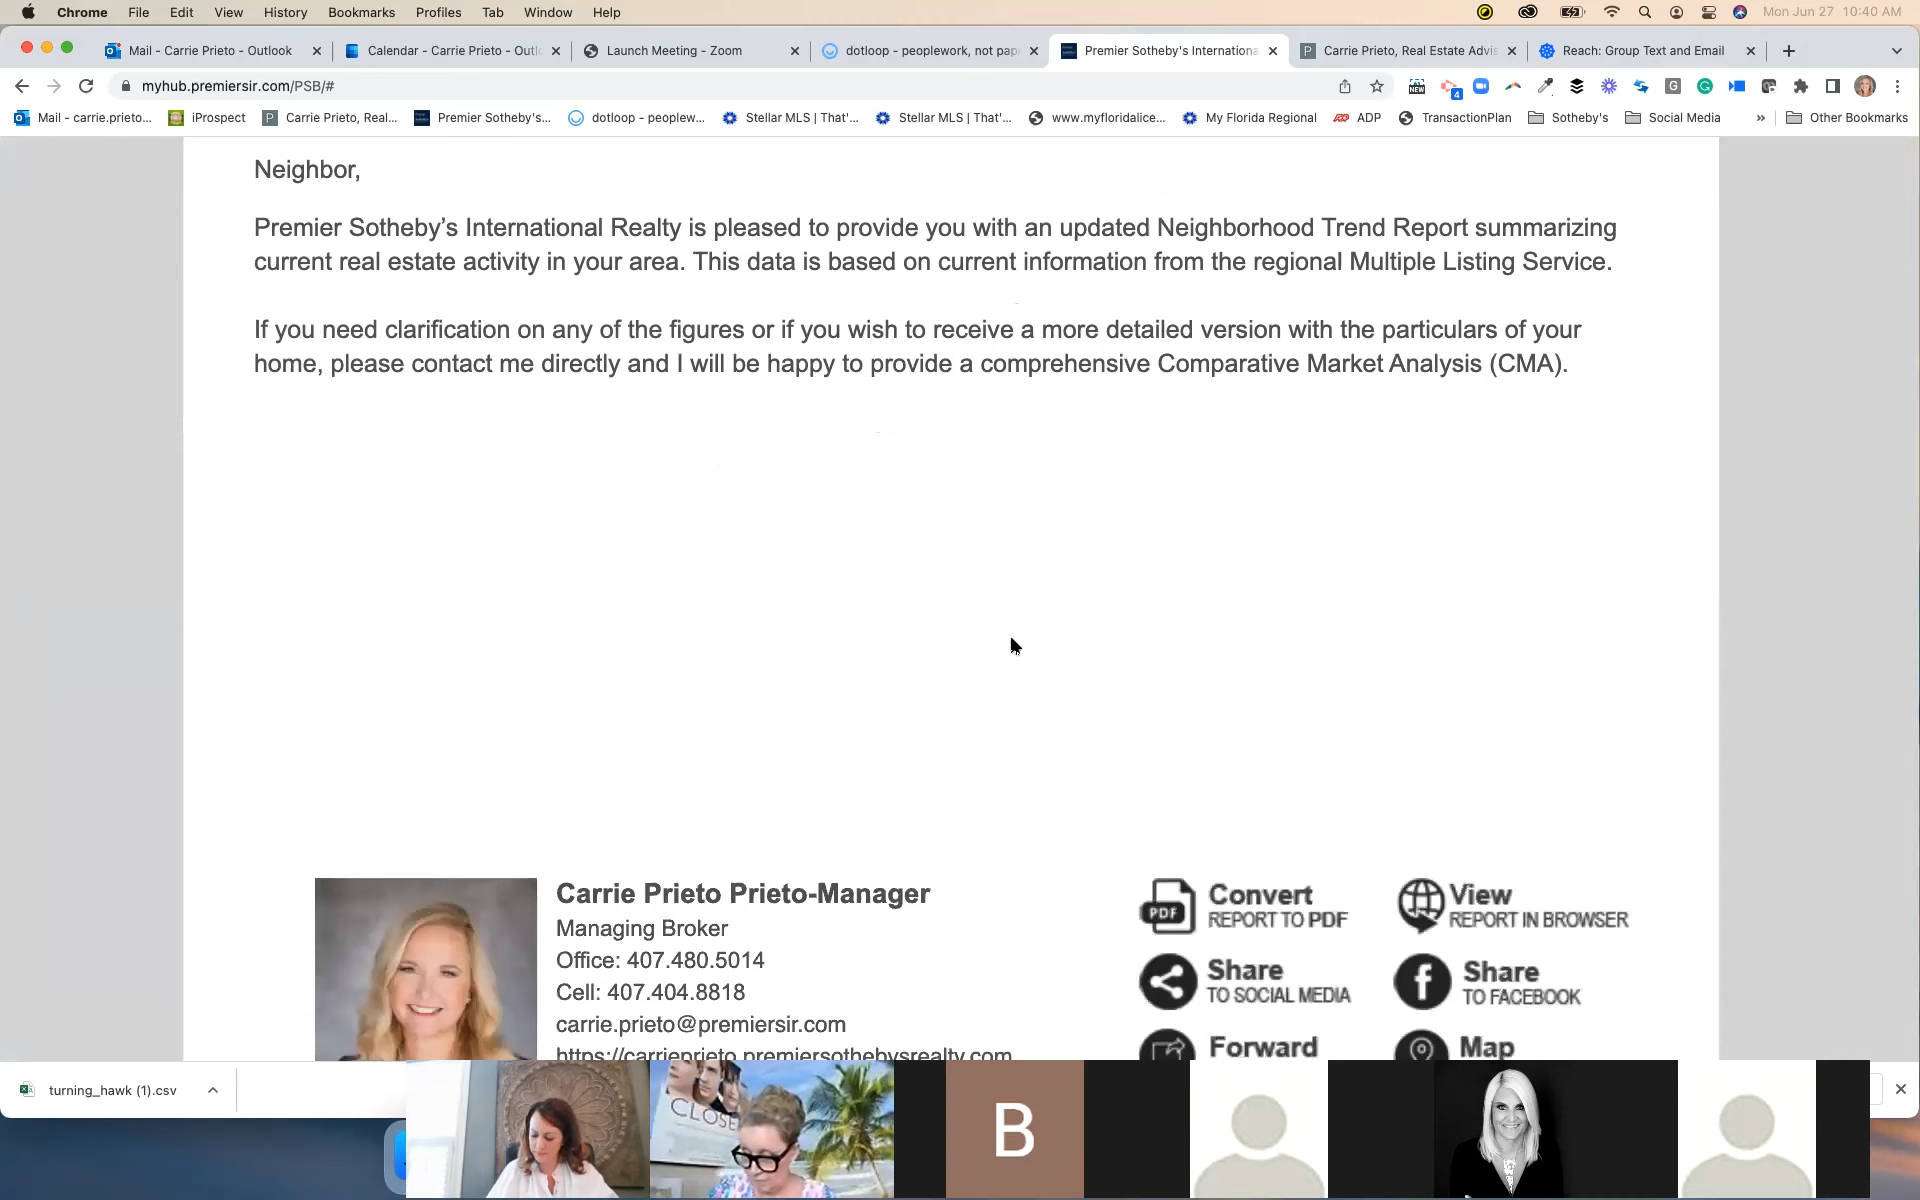 Chrome File Edit View History Bookmarks Profiles Tab Window Help Mon Jun 27 10:40 AM
Mail - Carrie Prieto - Outlook Calendar - Carrie Prieto - Outl Launch Meeting - Zoom dotloop - peoplework, not pap Premier Sotheby's Internationa Carrie Prieto, Real Estate Advis Reach: Group Text and Email
myhub.premiersir.com/PSB/# NEW 4 G
Mail - carrie.prieto... iProspect Carrie Prieto, Real... Premier Sotheby's... dotloop - peoplew... Stellar MLS | That'... Stellar MLS | That'... www.myfloridalice... My Florida Regional ADP TransactionPlan Sotheby's Social Media » Other Bookmarks
Neighbor,
Premier Sotheby's International Realty is pleased to provide you with an updated Neighborhood Trend Report summarizing
current real estate activity in your area. This data is based on current information from the regional Multiple Listing Service.
If you need clarification on any of the figures or if you wish to receive a more detailed version with the particulars of your
home, please contact me directly and I will be happy to provide a comprehensive Comparative Market Analysis (CMA).
Carrie Prieto Prieto-Manager
Managing Broker
Office: 407.480.5014
Cell: 407.404.8818
carrie.prieto@premiersir.com
https://carrieprieto.premiersothebysrealty.com
PDF Convert
REPORT TO PDF
View
REPORT IN BROWSER
Share
TO SOCIAL MEDIA
Share
TO FACEBOOK
Forward
Map
turning_hawk (1).csv
CLOSE
B